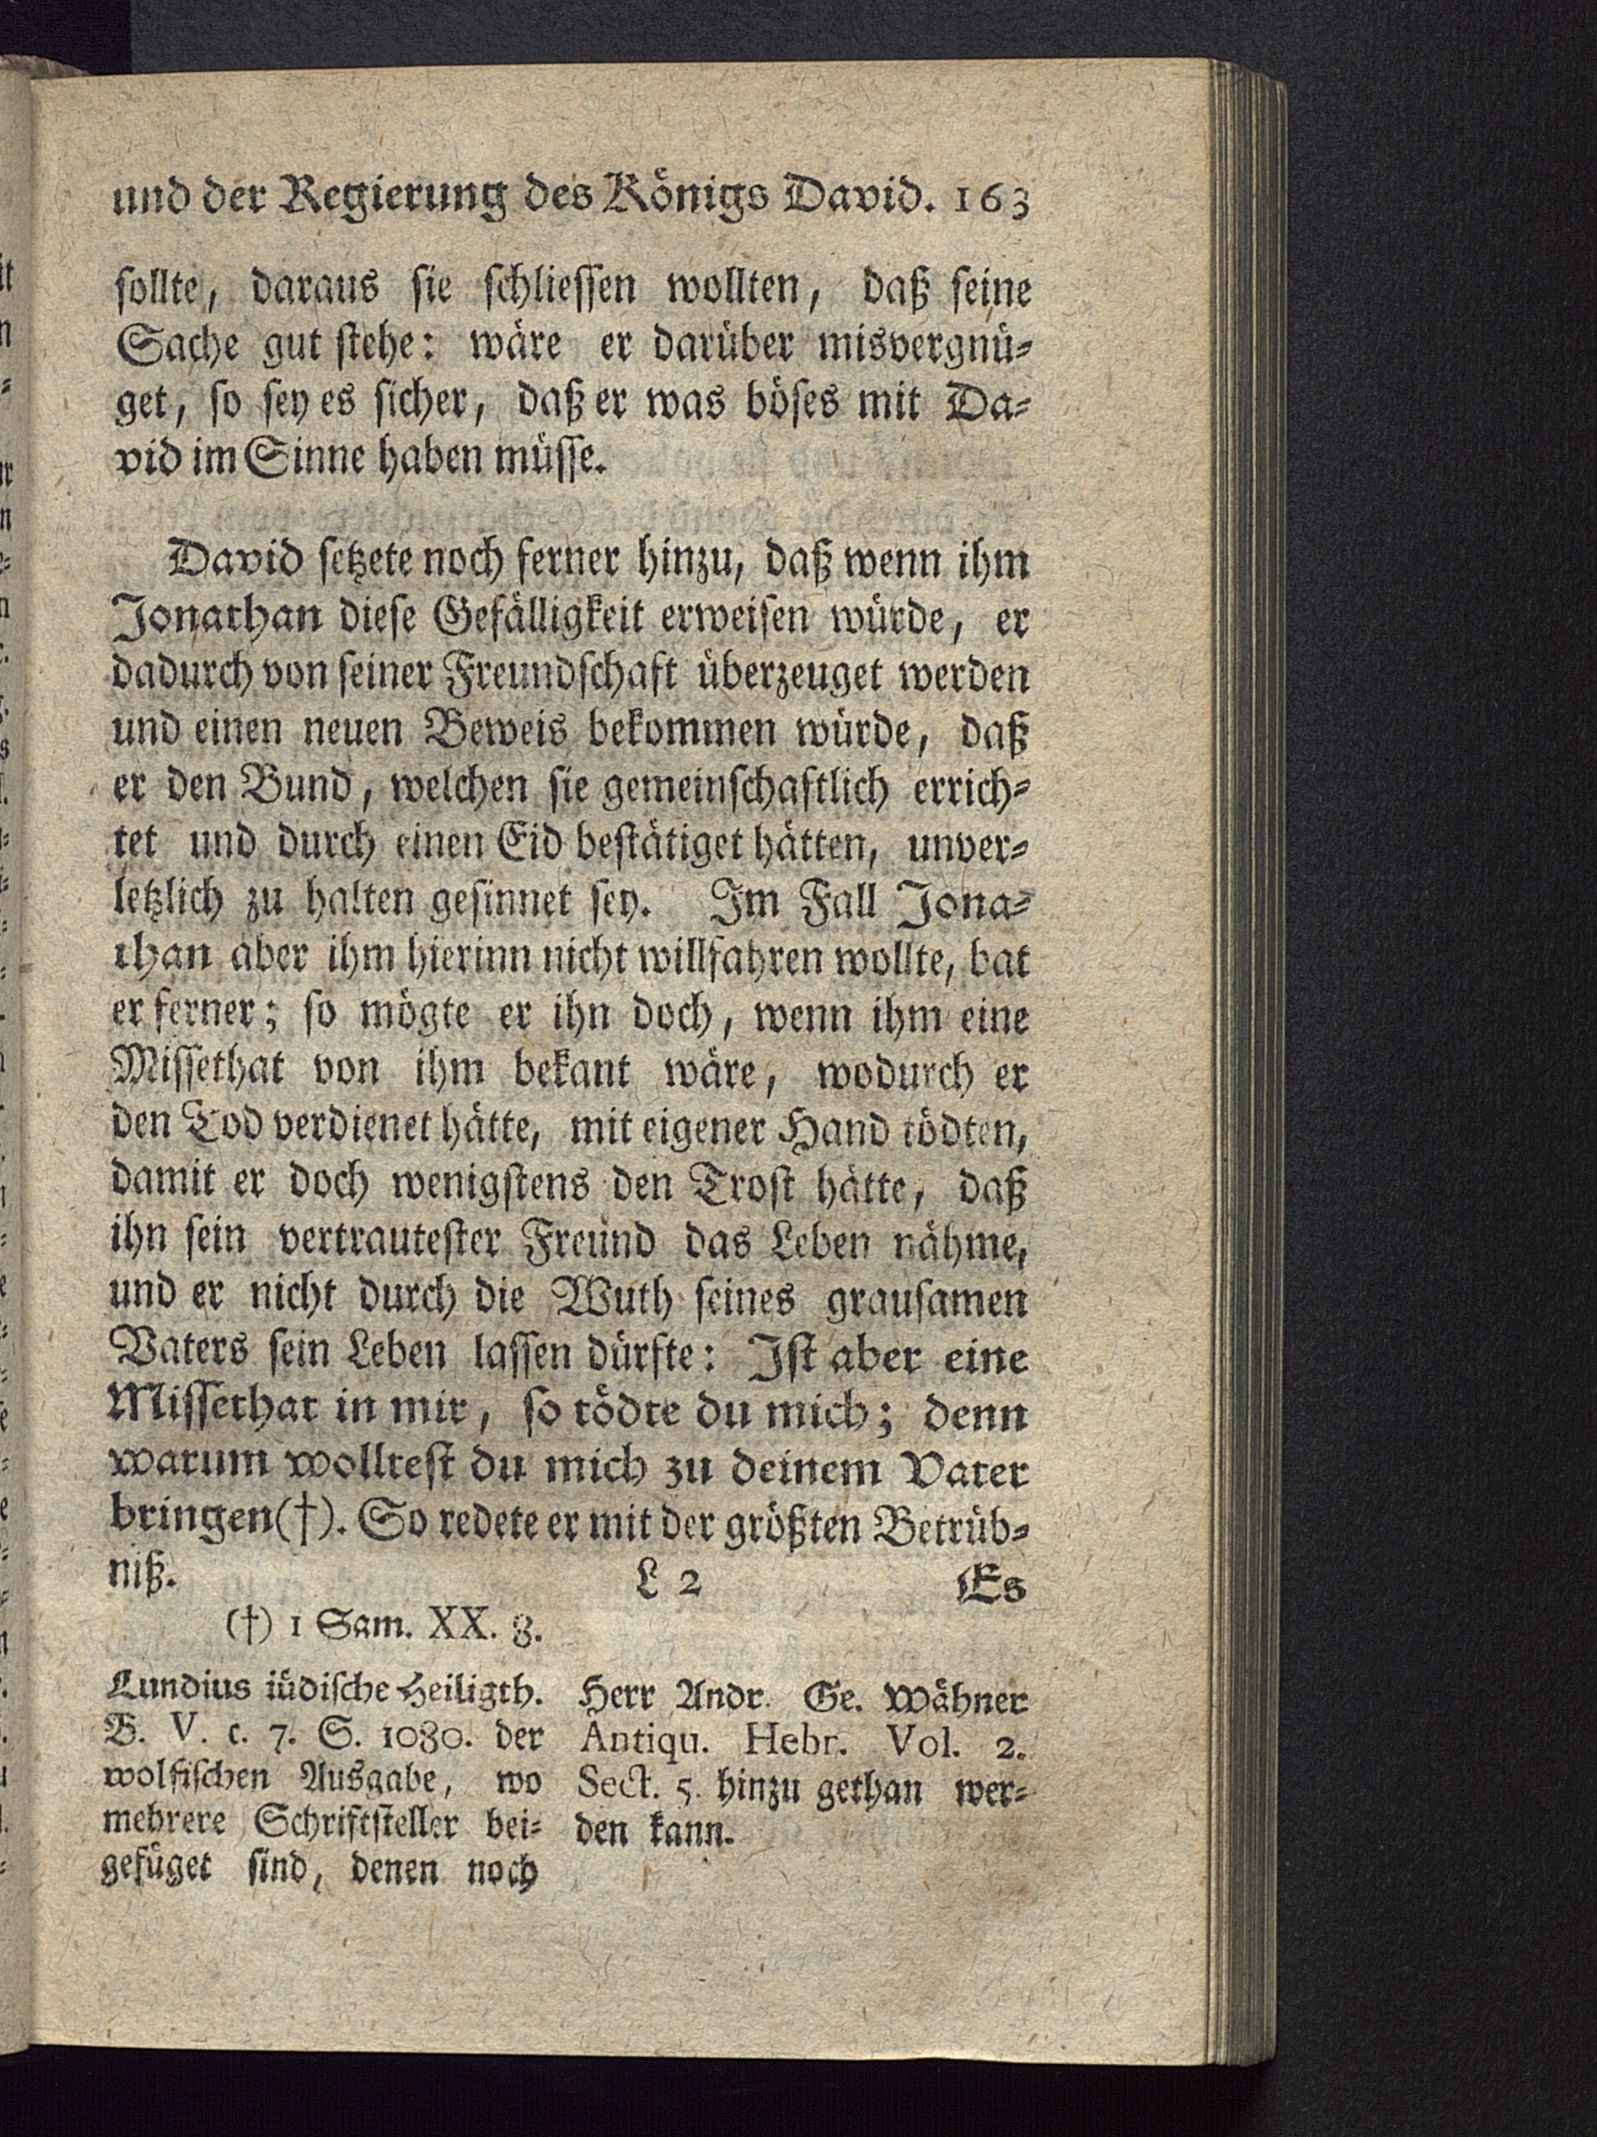 und der Regierung des Königs David. 163
sollte, daraus sie schliessen wollten, daß seine
Sache gut stehe: wäre er darüber misvergnü-
get, so sey es sicher, daß er was böses mit Da-
vid im Sinne haben müsse.
David setzete noch ferner hinzu, daß wenn ihm
Jonathan diese Gefälligkeit erweisen würde, er
dadurch von seiner Freundschaft überzeuget werden
und einen neuen Beweis bekommen würde, daß
er den Bund, welchen sie gemeinschaftlich errich-
tet und durch einen Eid bestätiget hätten, unver-
letzlich zu halten gesinnet sey. Im Fall Jona-
than aber ihm hierinn nicht willfahren wollte, bat
er ferner; so mögte er ihn doch, wenn ihm eine
Missethat von ihm bekant wäre, wodurch er
den Tod verdienet hätte, mit eigener Hand tödten,
damit er doch wenigstens den Trost hätte, daß
ihn sein vertrautester Freund das Leben nähme,
und er nicht durch die Wuth seines grausamen
Vaters sein Leben lassen dürfte: Ist aber eine
Missethat in mir, so tödte du mich; denn
warum wolltest du mich zu deinem Vater
bringen(†). So redete er mit der größten Betrüb-
niß. L 2 Es
(†) 1 Sam. XX. 8.
Lundius iüdische Heiligth.
B. V. c. 7. S. 1080. der
wolfischen Ausgabe, wo
mehrere Schriftsteller bei-
gefüget sind, denen noch
Herr Andr. Ge. Wähner
Antiqu. Hebr. Vol. 2.
Sect. 5. hinzu gethan wer-
den kann.